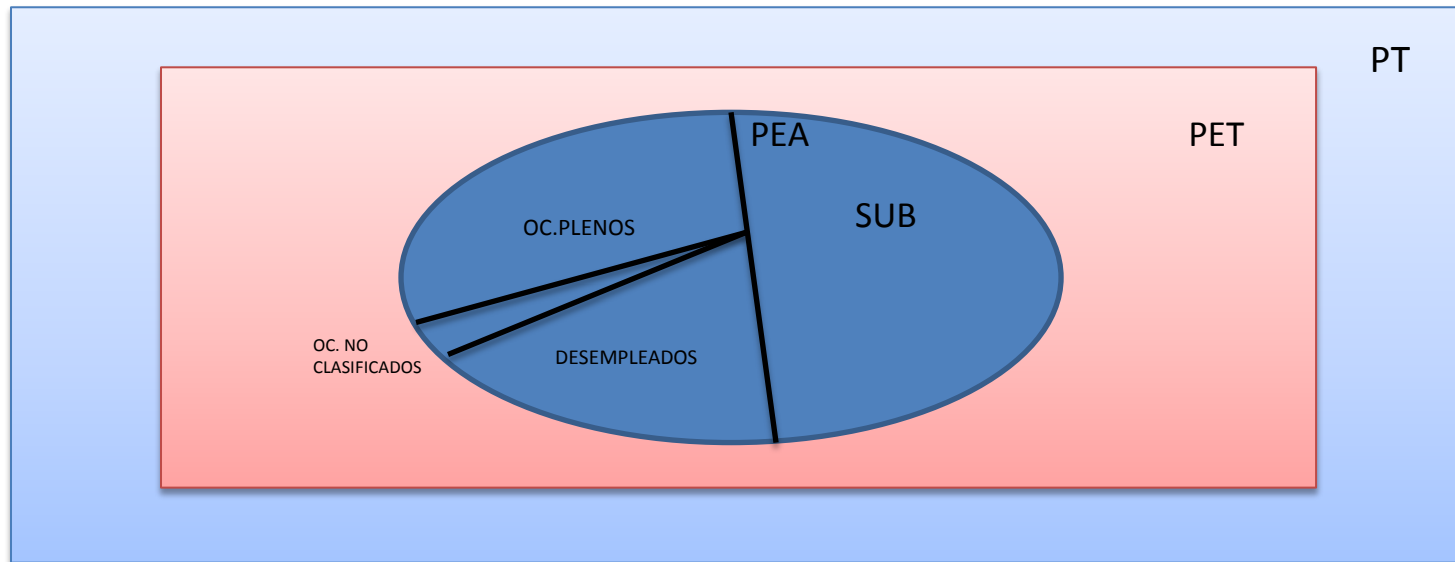 PT
PET
PEA
SUB
OC.PLENOS
OC. NO
CLASIFICADOS
DESEMPLEADOS